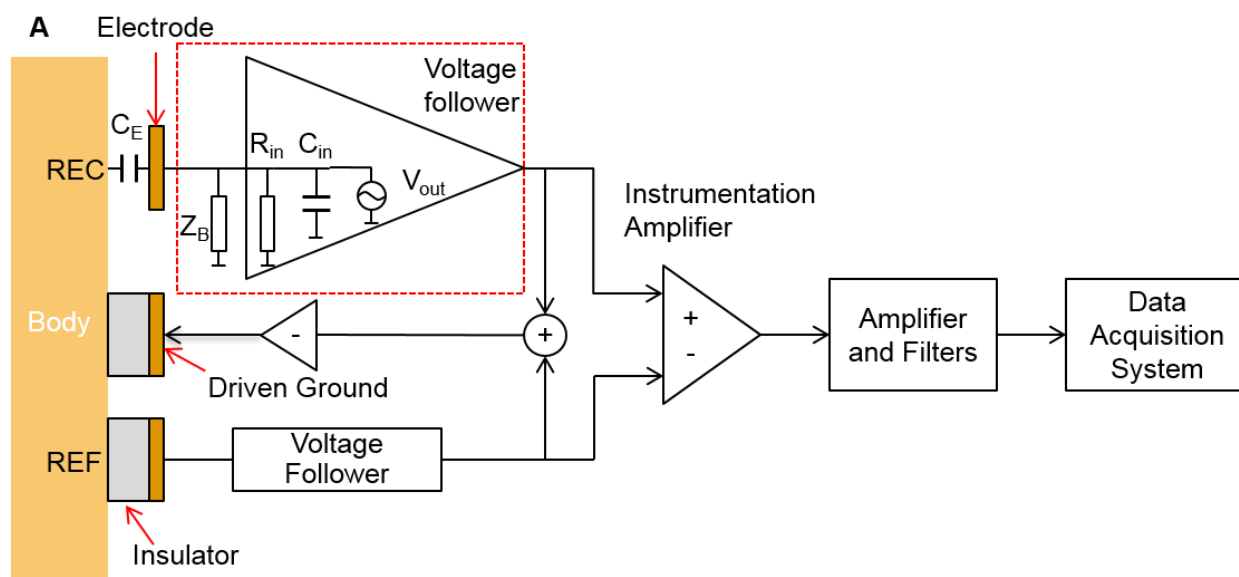 A
Electrode
Voltage
follower
C_E
R_in
C_in
REC
V_out
Z_B
Instrumentation
Amplifier
+
-
Body
-
+
Driven Ground
Amplifier
and Filters
Data
Acquisition
System
REF
Voltage
Follower
Insulator